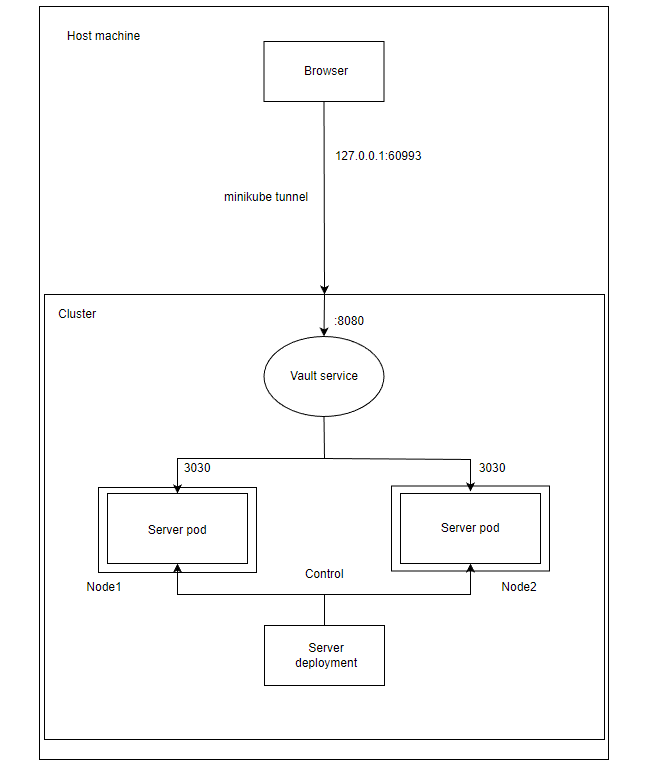 Host machine
Browser
127.0.0.1:60993
minikube tunnel
Cluster
:8080
Vault service
3030
3030
Server pod
Server pod
Control
Node1
Node2
Server
deployment